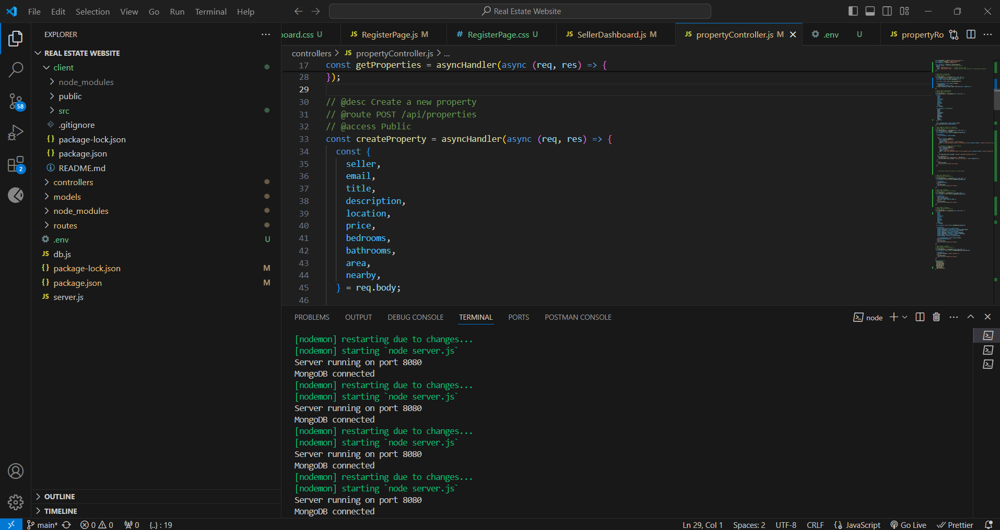 File Edit Selection View Go Run Terminal Help
Real Estate Website
EXPLORER
REAL ESTATE WEBSITE
client
node_modules
public
src
.gitignore
package-lock.json
package.json
README.md
controllers
models
node_modules
routes
.env U
db.js
package-lock.json M
package.json M
server.js
OUTLINE
TIMELINE
58
2
board.css U
JS RegisterPage.js M
# RegisterPage.css U
JS SellerDashboard.js M
JS propertyController.js M
.env U
JS propertyRo
controllers > JS propertyController.js > ...
17 const getProperties = asyncHandler(async (req, res) => {
28 });
29
30 // @desc Create a new property
31 // @route POST /api/properties
32 // @access Public
33 const createProperty = asyncHandler(async (req, res) => {
34 const {
35 seller,
36 email,
37 title,
38 description,
39 location,
40 price,
41 bedrooms,
42 bathrooms,
43 area,
44 nearby,
45 } = req.body;
46
PROBLEMS OUTPUT DEBUG CONSOLE TERMINAL PORTS POSTMAN CONSOLE
node
[nodemon] restarting due to changes...
[nodemon] starting `node server.js`
Server running on port 8080
MongoDB connected
[nodemon] restarting due to changes...
[nodemon] starting `node server.js`
Server running on port 8080
MongoDB connected
[nodemon] restarting due to changes...
[nodemon] starting `node server.js`
Server running on port 8080
MongoDB connected
[nodemon] restarting due to changes...
[nodemon] starting `node server.js`
Server running on port 8080
MongoDB connected
main* 0 0 0 {..} : 19
Ln 29, Col 1 Spaces: 2 UTF-8 CRLF {} JavaScript Go Live Prettier